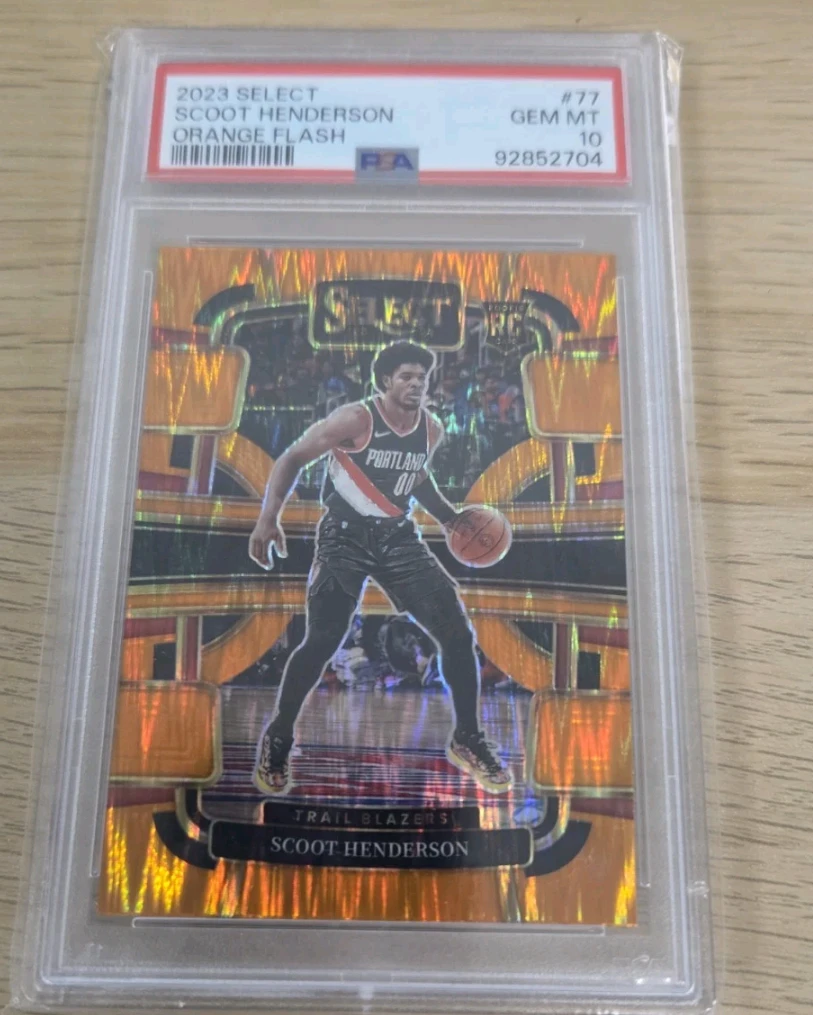 2023 SELECT #77
SCOOT HENDERSON GEM MT
ORANGE FLASH 10
PSA 92852704
SELECT
RC
PORTLAND
00
TRAIL BLAZERS
SCOOT HENDERSON